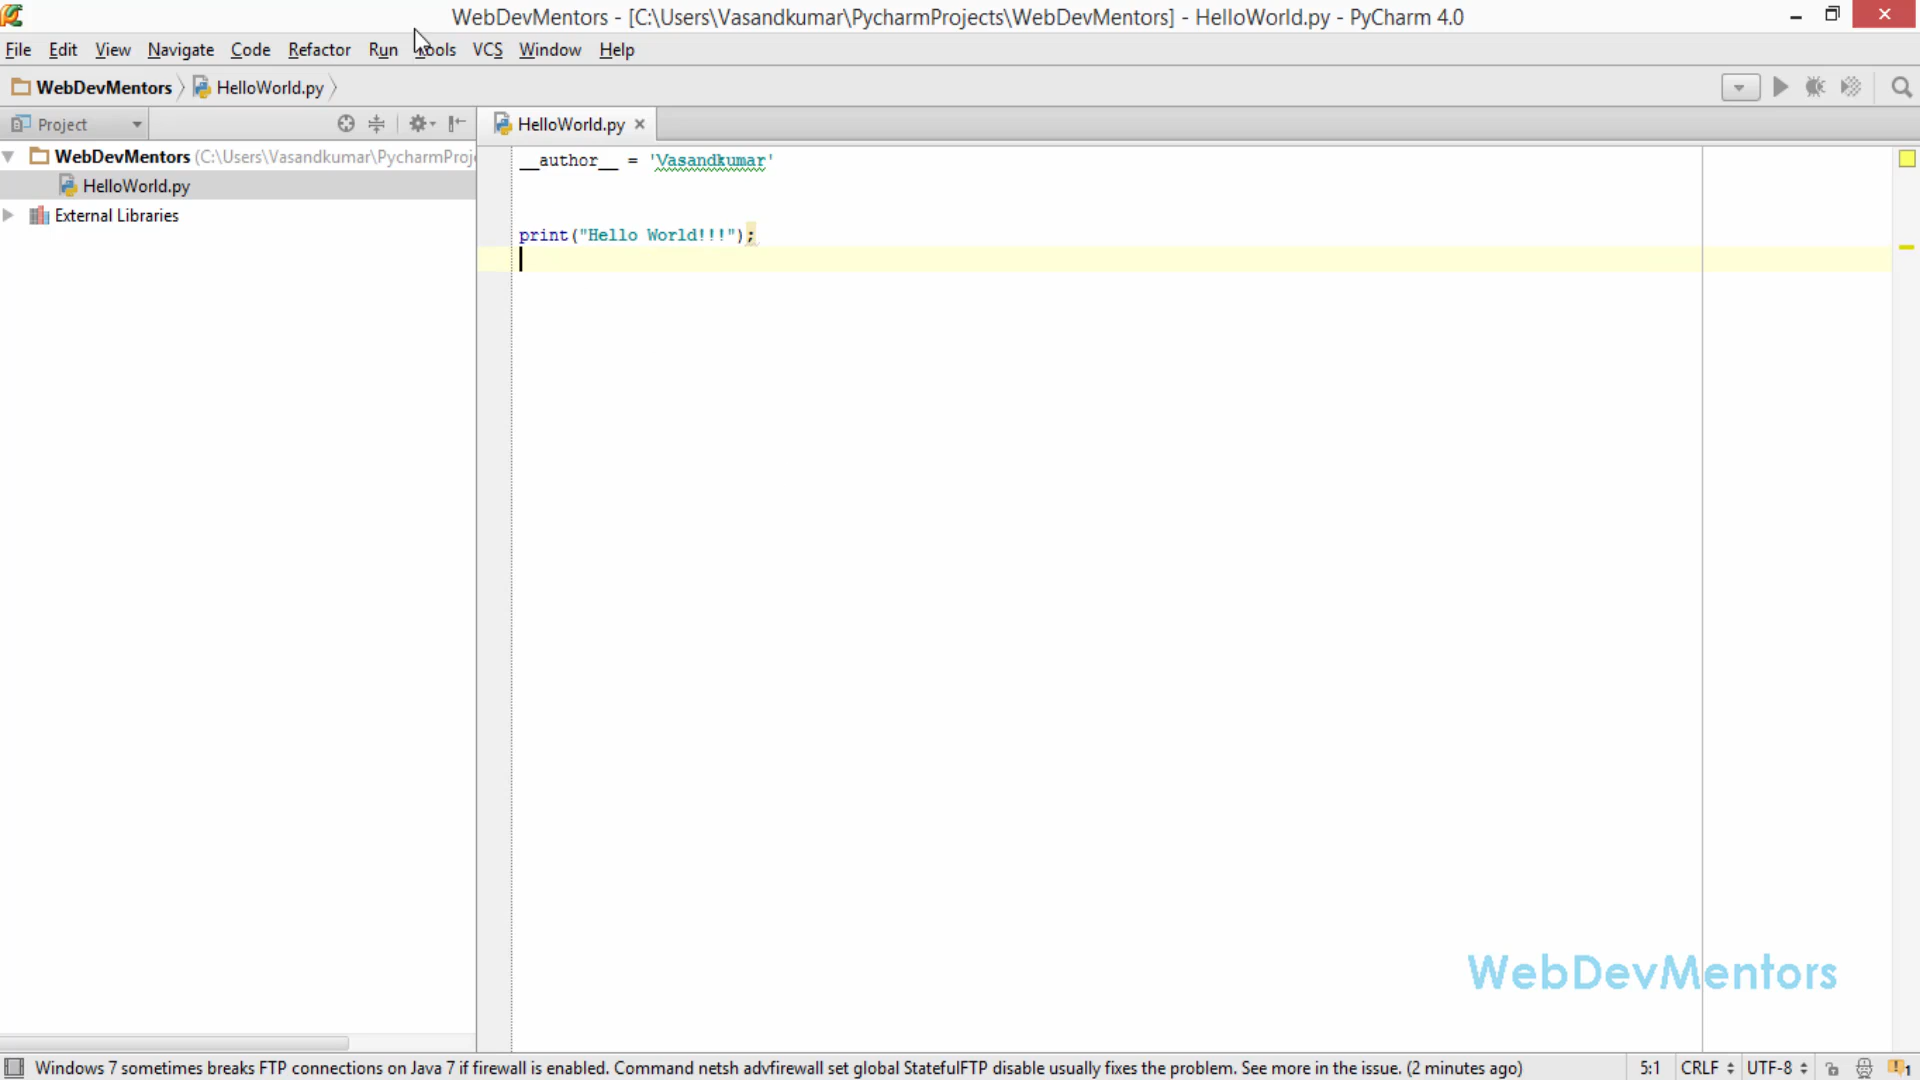 WebDevMentors - [C:\Users\Vasandkumar\PycharmProjects\WebDevMentors] - HelloWorld.py - PyCharm 4.0
File Edit View Navigate Code Refactor Run Tools VCS Window Help
WebDevMentors HelloWorld.py
Project
HelloWorld.py
WebDevMentors (C:\Users\Vasandkumar\PycharmProj
HelloWorld.py
External Libraries
__author__ = 'Vasandkumar'
print("Hello World!!!");
WebDevMentors
Windows 7 sometimes breaks FTP connections on Java 7 if firewall is enabled. Command netsh advfirewall set global StatefulFTP disable usually fixes the problem. See more in the issue. (2 minutes ago) 5:1 CRLF UTF-8 1